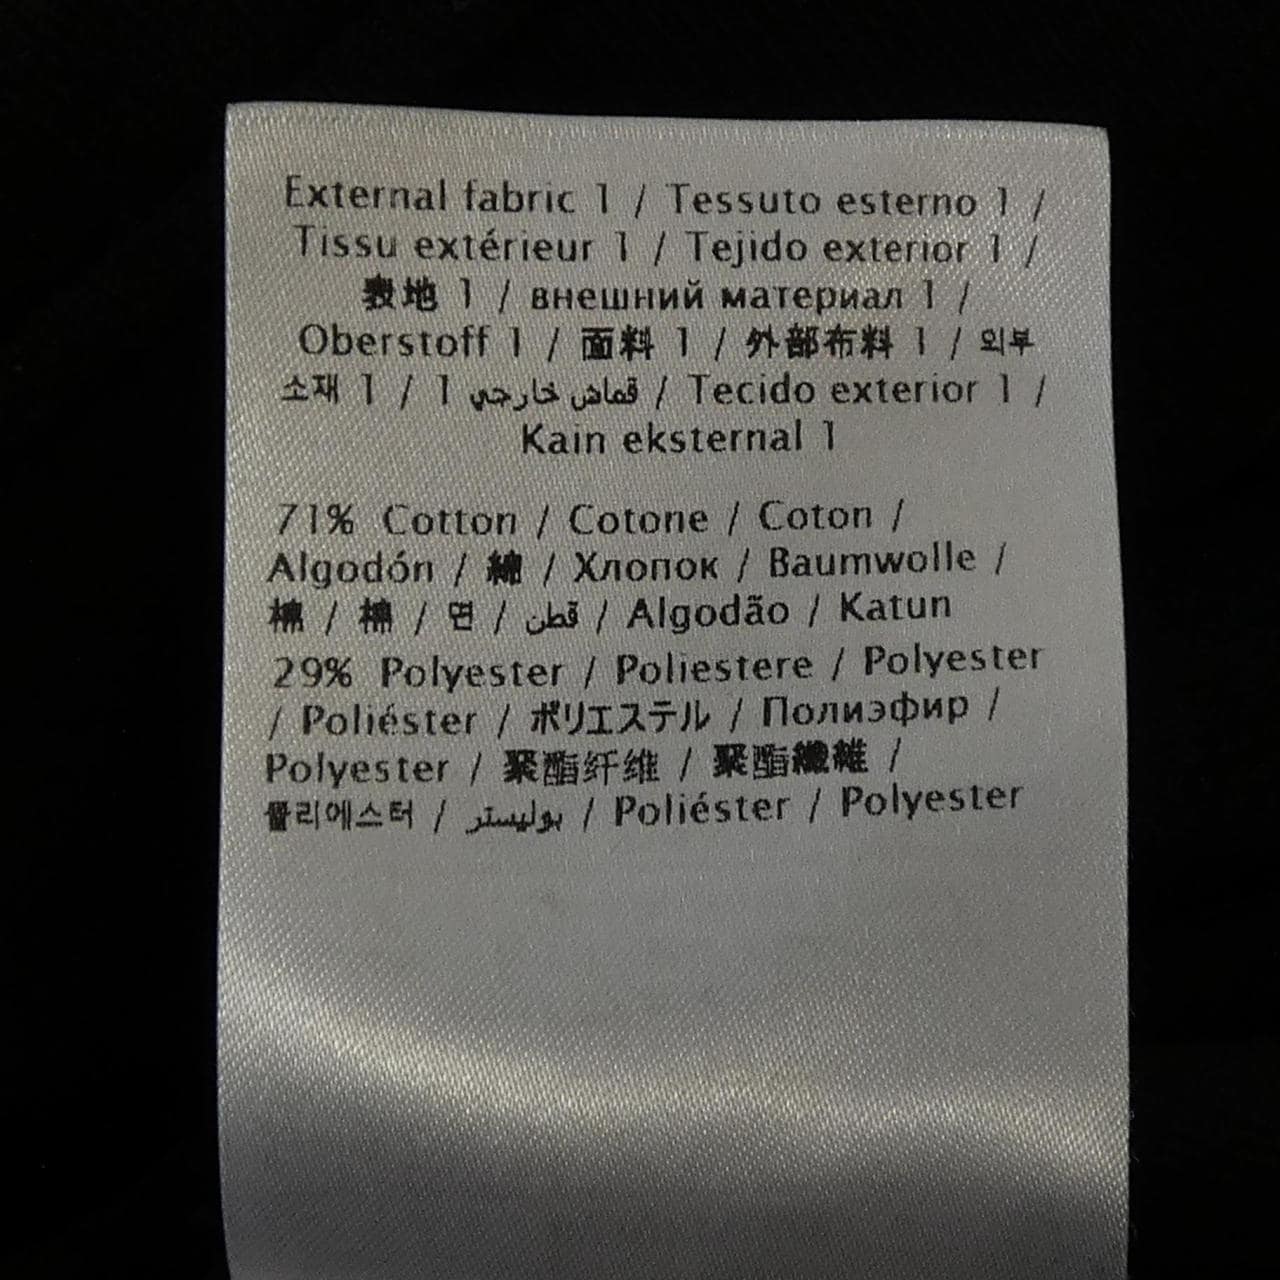 External fabric 1 / Tessuto esterno 1 /
Tissu extérieur 1 / Tejido exterior 1 /
表地 1 / внешний материал 1 /
Oberstoff 1 / 面料 1 / 外部布料 1 / 외부
소재 1 / 1 قماش خارجي / Tecido exterior 1 /
Kain eksternal 1
71% Cotton / Cotone / Coton /
Algodón / 綿 / Хлопок / Baumwolle /
棉 / 棉 / 면 / قطن / Algodão / Katun
29% Polyester / Poliestere / Polyester
/ Poliéster / ポリエステル / Полиэфир /
Polyester / 聚酯纤维 / 聚酯纖維 /
폴리에스터 / بوليستر / Poliéster / Polyester